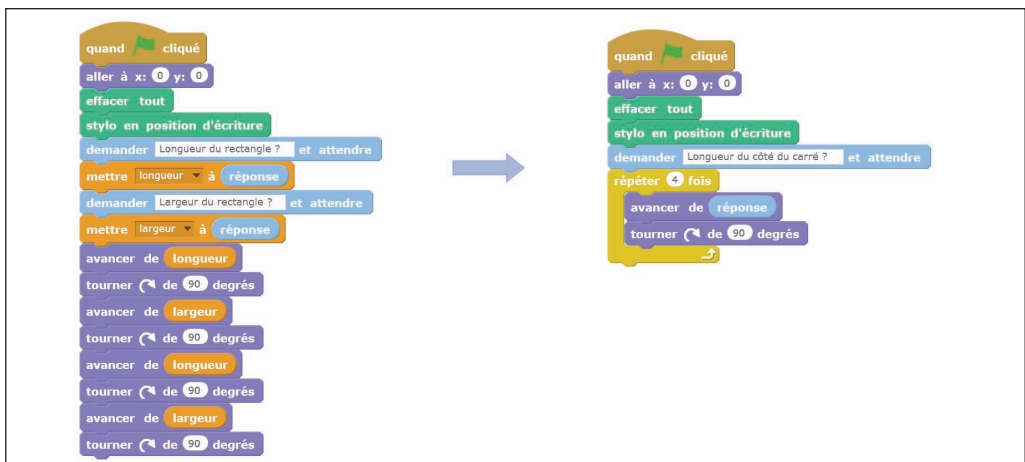 quand cliqué
aller à x: 0 y: 0
effacer tout
stylo en position d'écriture
demander Longueur du rectangle ? et attendre
mettre longueur à réponse
demander Largeur du rectangle ? et attendre
mettre largeur à réponse
avancer de longueur
tourner de 90 degrés
avancer de largeur
tourner de 90 degrés
avancer de longueur
tourner de 90 degrés
avancer de largeur
tourner de 90 degrés
quand cliqué
aller à x: 0 y: 0
effacer tout
stylo en position d'écriture
demander Longueur du côté du carré ? et attendre
répéter 4 fois
avancer de réponse
tourner de 90 degrés